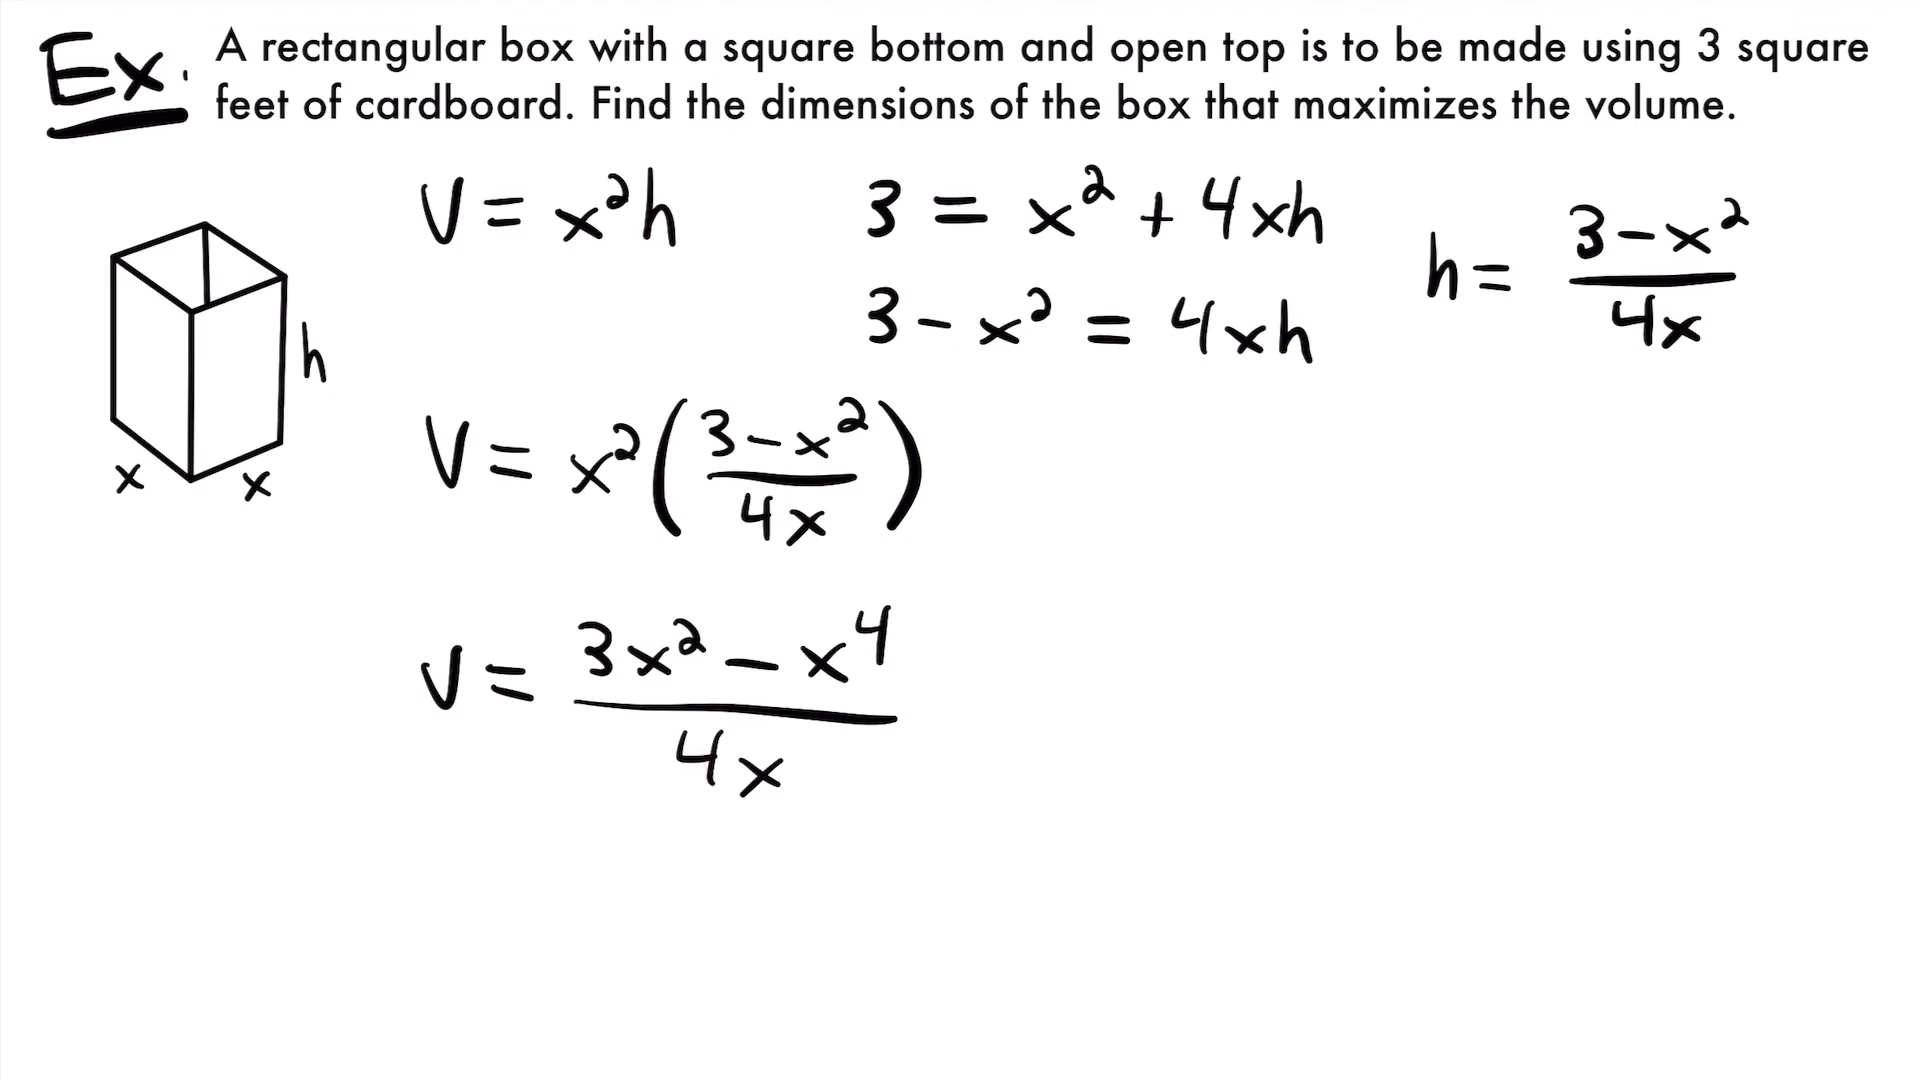 Ex. A rectangular box with a square bottom and open top is to be made using 3 square
feet of cardboard. Find the dimensions of the box that maximizes the volume.
V = x²h
3 = x² + 4xh
3 - x² = 4xh
h = (3-x²)/4x
h
x x
V = x²((3-x²)/4x)
V = (3x² - x⁴)/4x